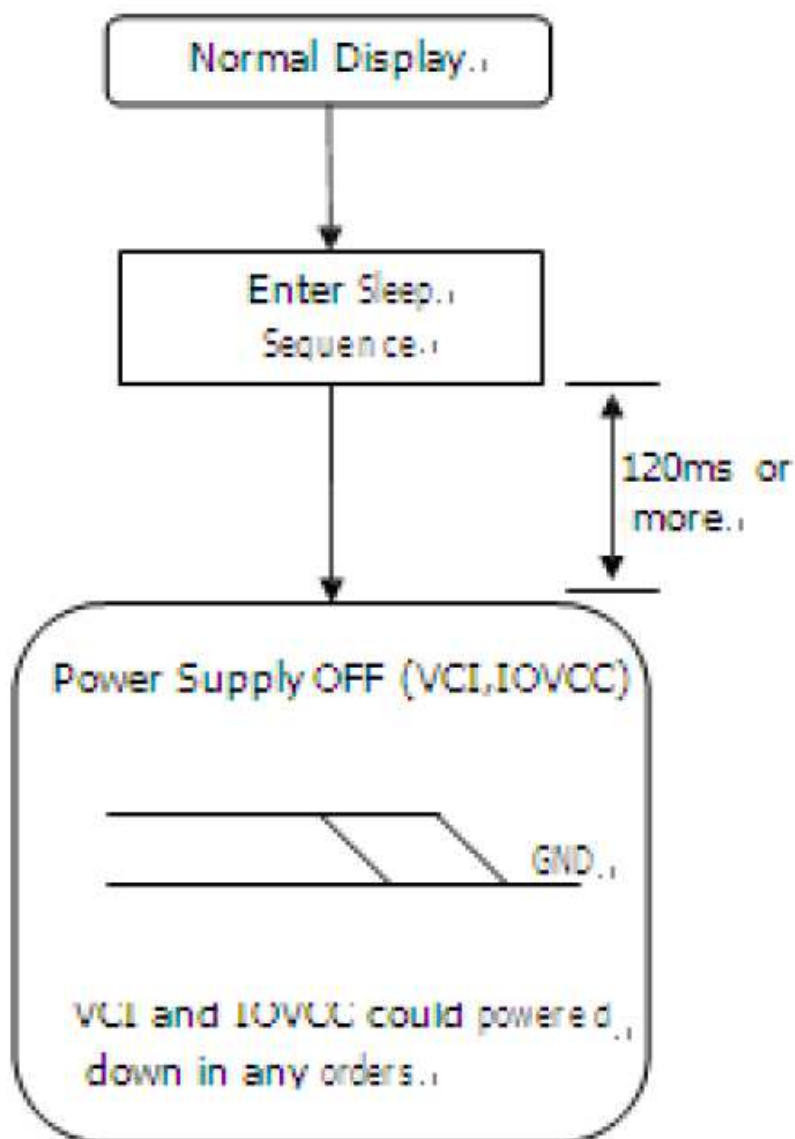 Normal Display.
Enter Sleep.
Sequence.
120ms or
more.
Power Supply OFF (VCI,IOVCC)
GND.
VCI and IOVCC could powered.
down in any orders.